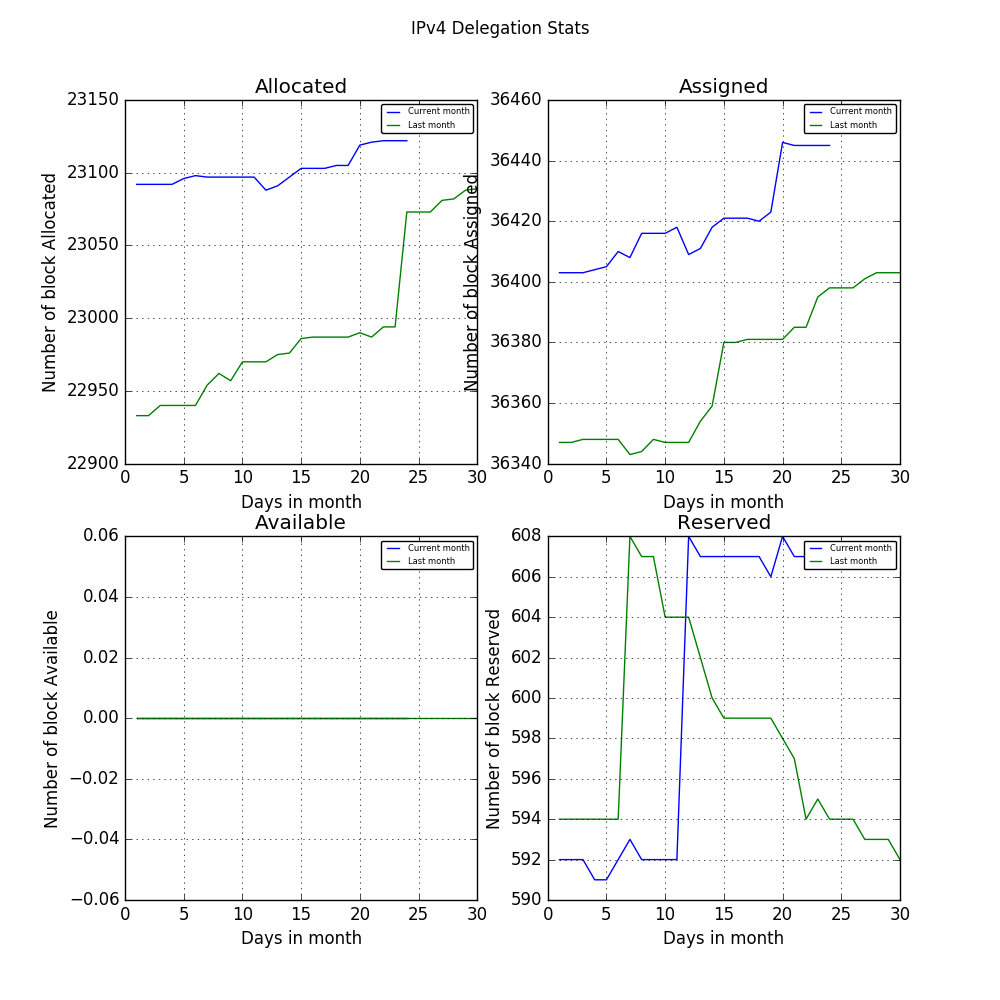 IPv4 Delegation Stats
Allocated
Number of block Allocated
23150
23100
23050
23000
22950
22900
0 5 10 15 20 25 30
Days in month
Current month
Last month
Assigned
Number of block Assigned
36460
36440
36420
36400
36380
36360
36340
0 5 10 15 20 25 30
Days in month
Current month
Last month
Available
Number of block Available
0.06
0.04
0.02
0.00
−0.02
−0.04
−0.06
0 5 10 15 20 25 30
Days in month
Current month
Last month
Reserved
Number of block Reserved
608
606
604
602
600
598
596
594
592
590
0 5 10 15 20 25 30
Days in month
Current month
Last month